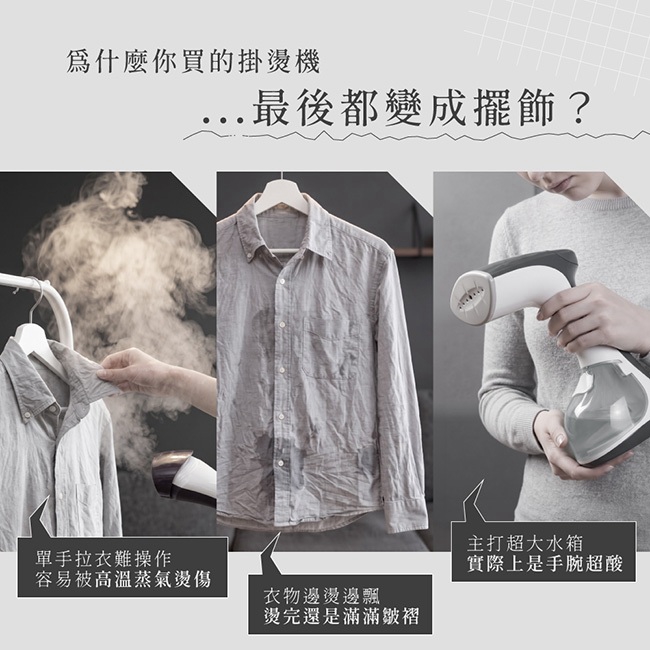 為什麼你買的掛燙機
...最後都變成擺飾？
單手拉衣難操作
容易被高溫蒸氣燙傷
衣物邊燙邊飄
燙完還是滿滿皺褶
主打超大水箱
實際上是手腕超酸